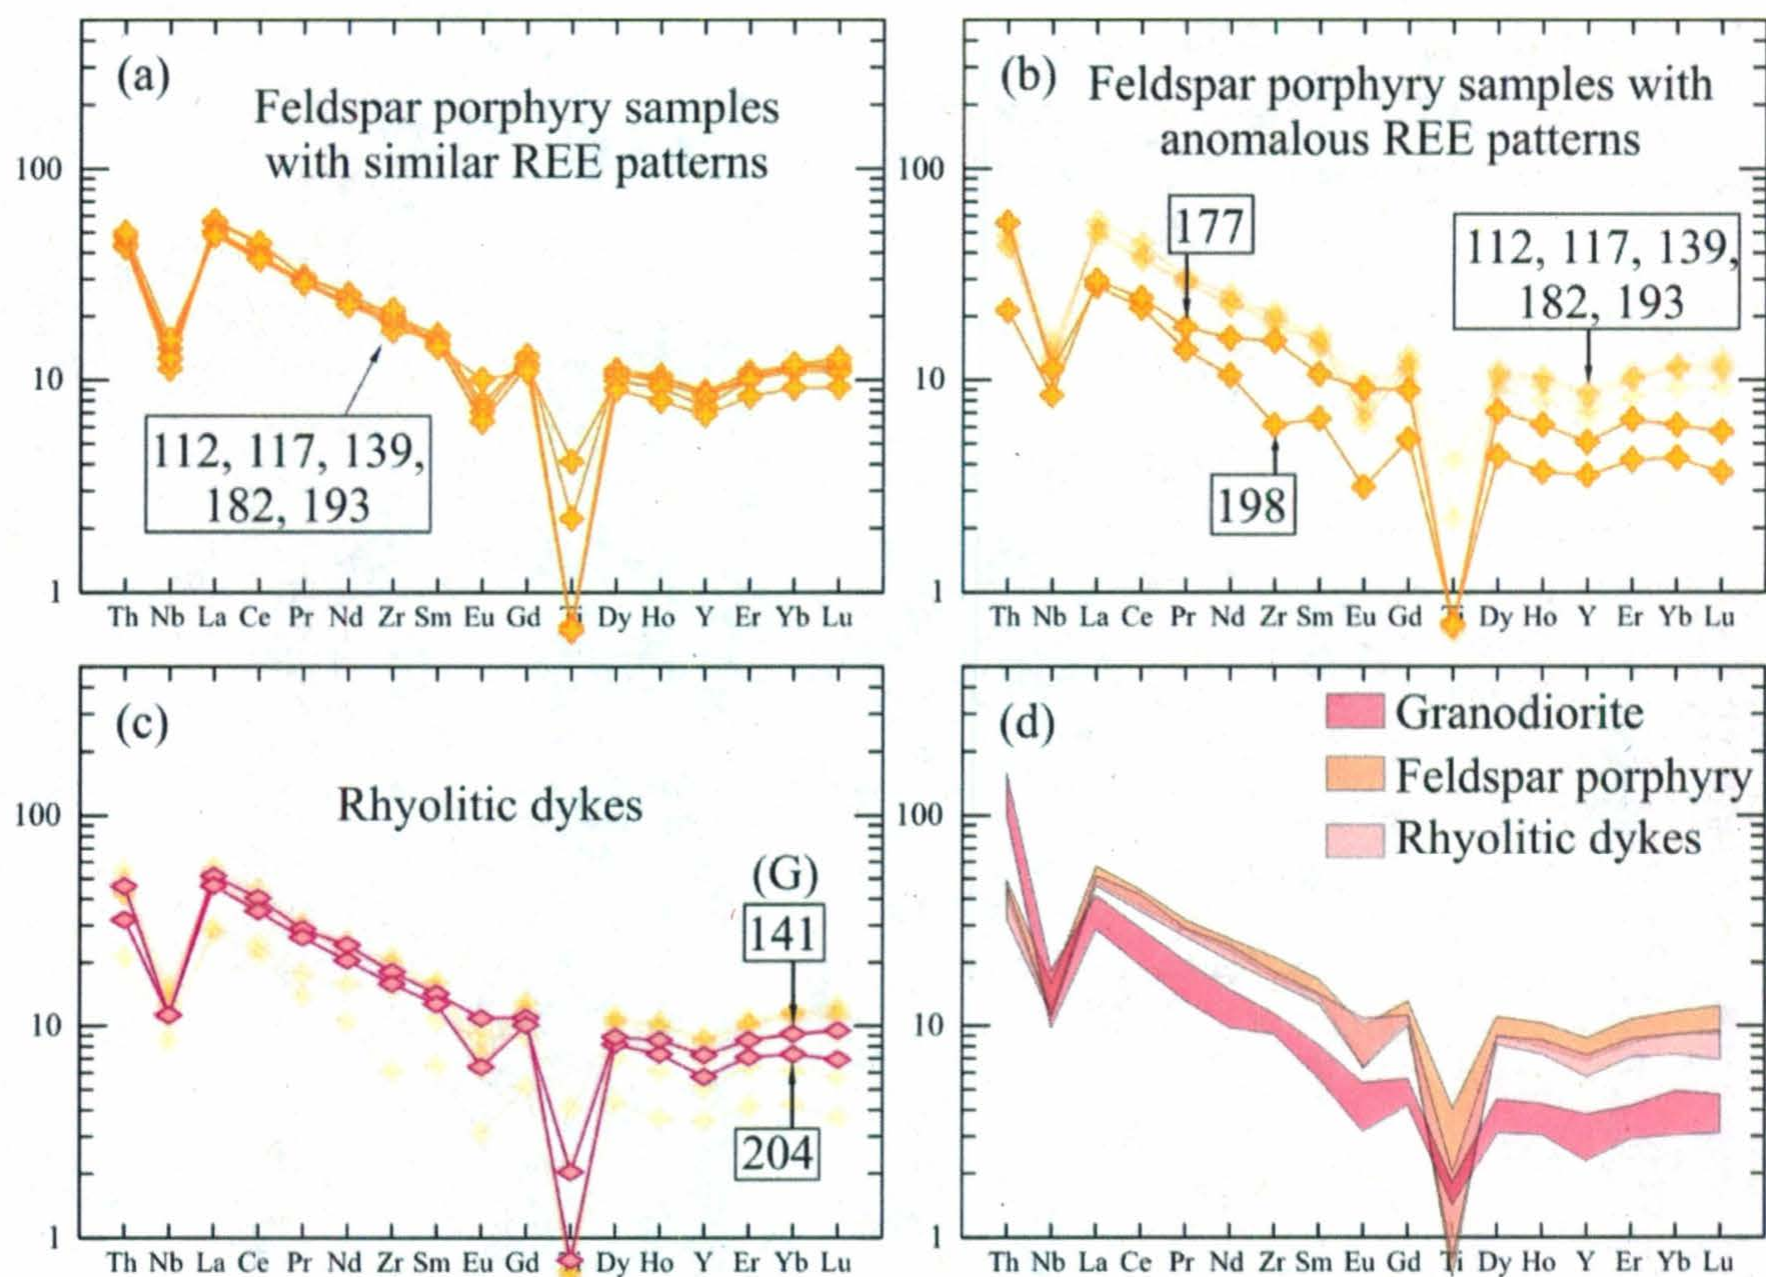 (a)
Feldspar porphyry samples
with similar REE patterns
100
10
1
112, 117, 139,
182, 193
Th Nb La Ce Pr Nd Zr Sm Eu Gd Dy Ho Y Er Yb Lu
(b)
Feldspar porphyry samples with
anomalous REE patterns
100
10
1
177
112, 117, 139,
182, 193
198
Th Nb La Ce Pr Nd Zr Sm Eu Gd Ti Dy Ho Y Er Yb Lu
(c)
Rhyolitic dykes
100
10
1
(G)
141
204
Th Nb La Ce Pr Nd Zr Sm Eu Gd Dy Ho Y Er Yb Lu
(d)
Granodiorite
Feldspar porphyry
Rhyolitic dykes
100
10
1
Th Nb La Ce Pr Nd Zr Sm Eu Gd Ti Dy Ho Y Er Yb Lu